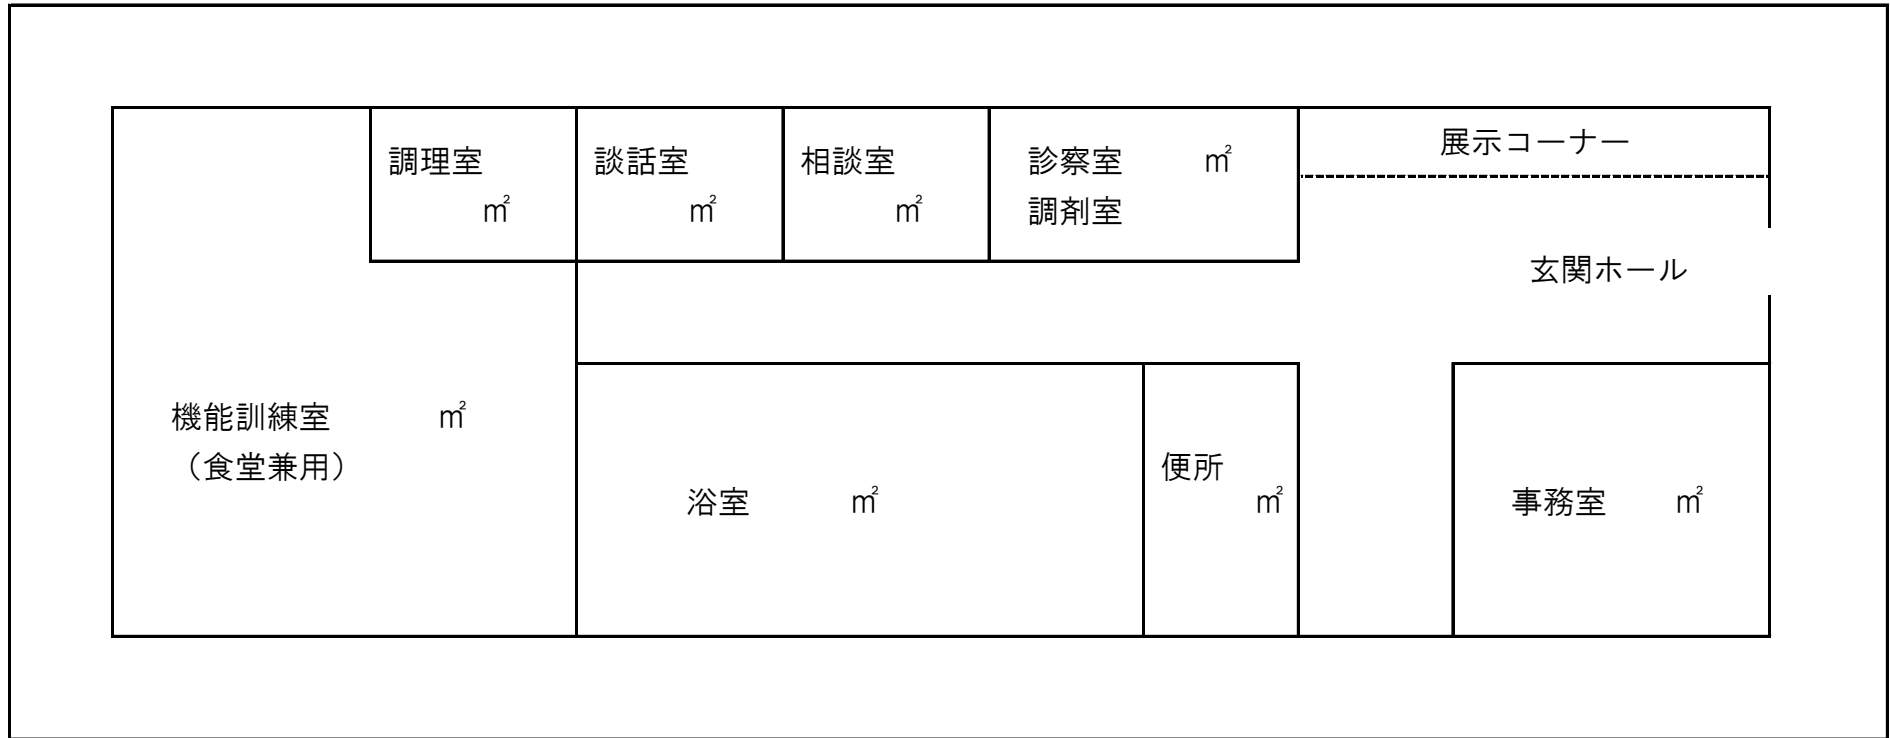 調理室
㎡
談話室
㎡
相談室
㎡
診察室 ㎡
調剤室
展示コーナー
玄関ホール
機能訓練室 ㎡
（食堂兼用）
浴室 ㎡
便所
㎡
事務室 ㎡